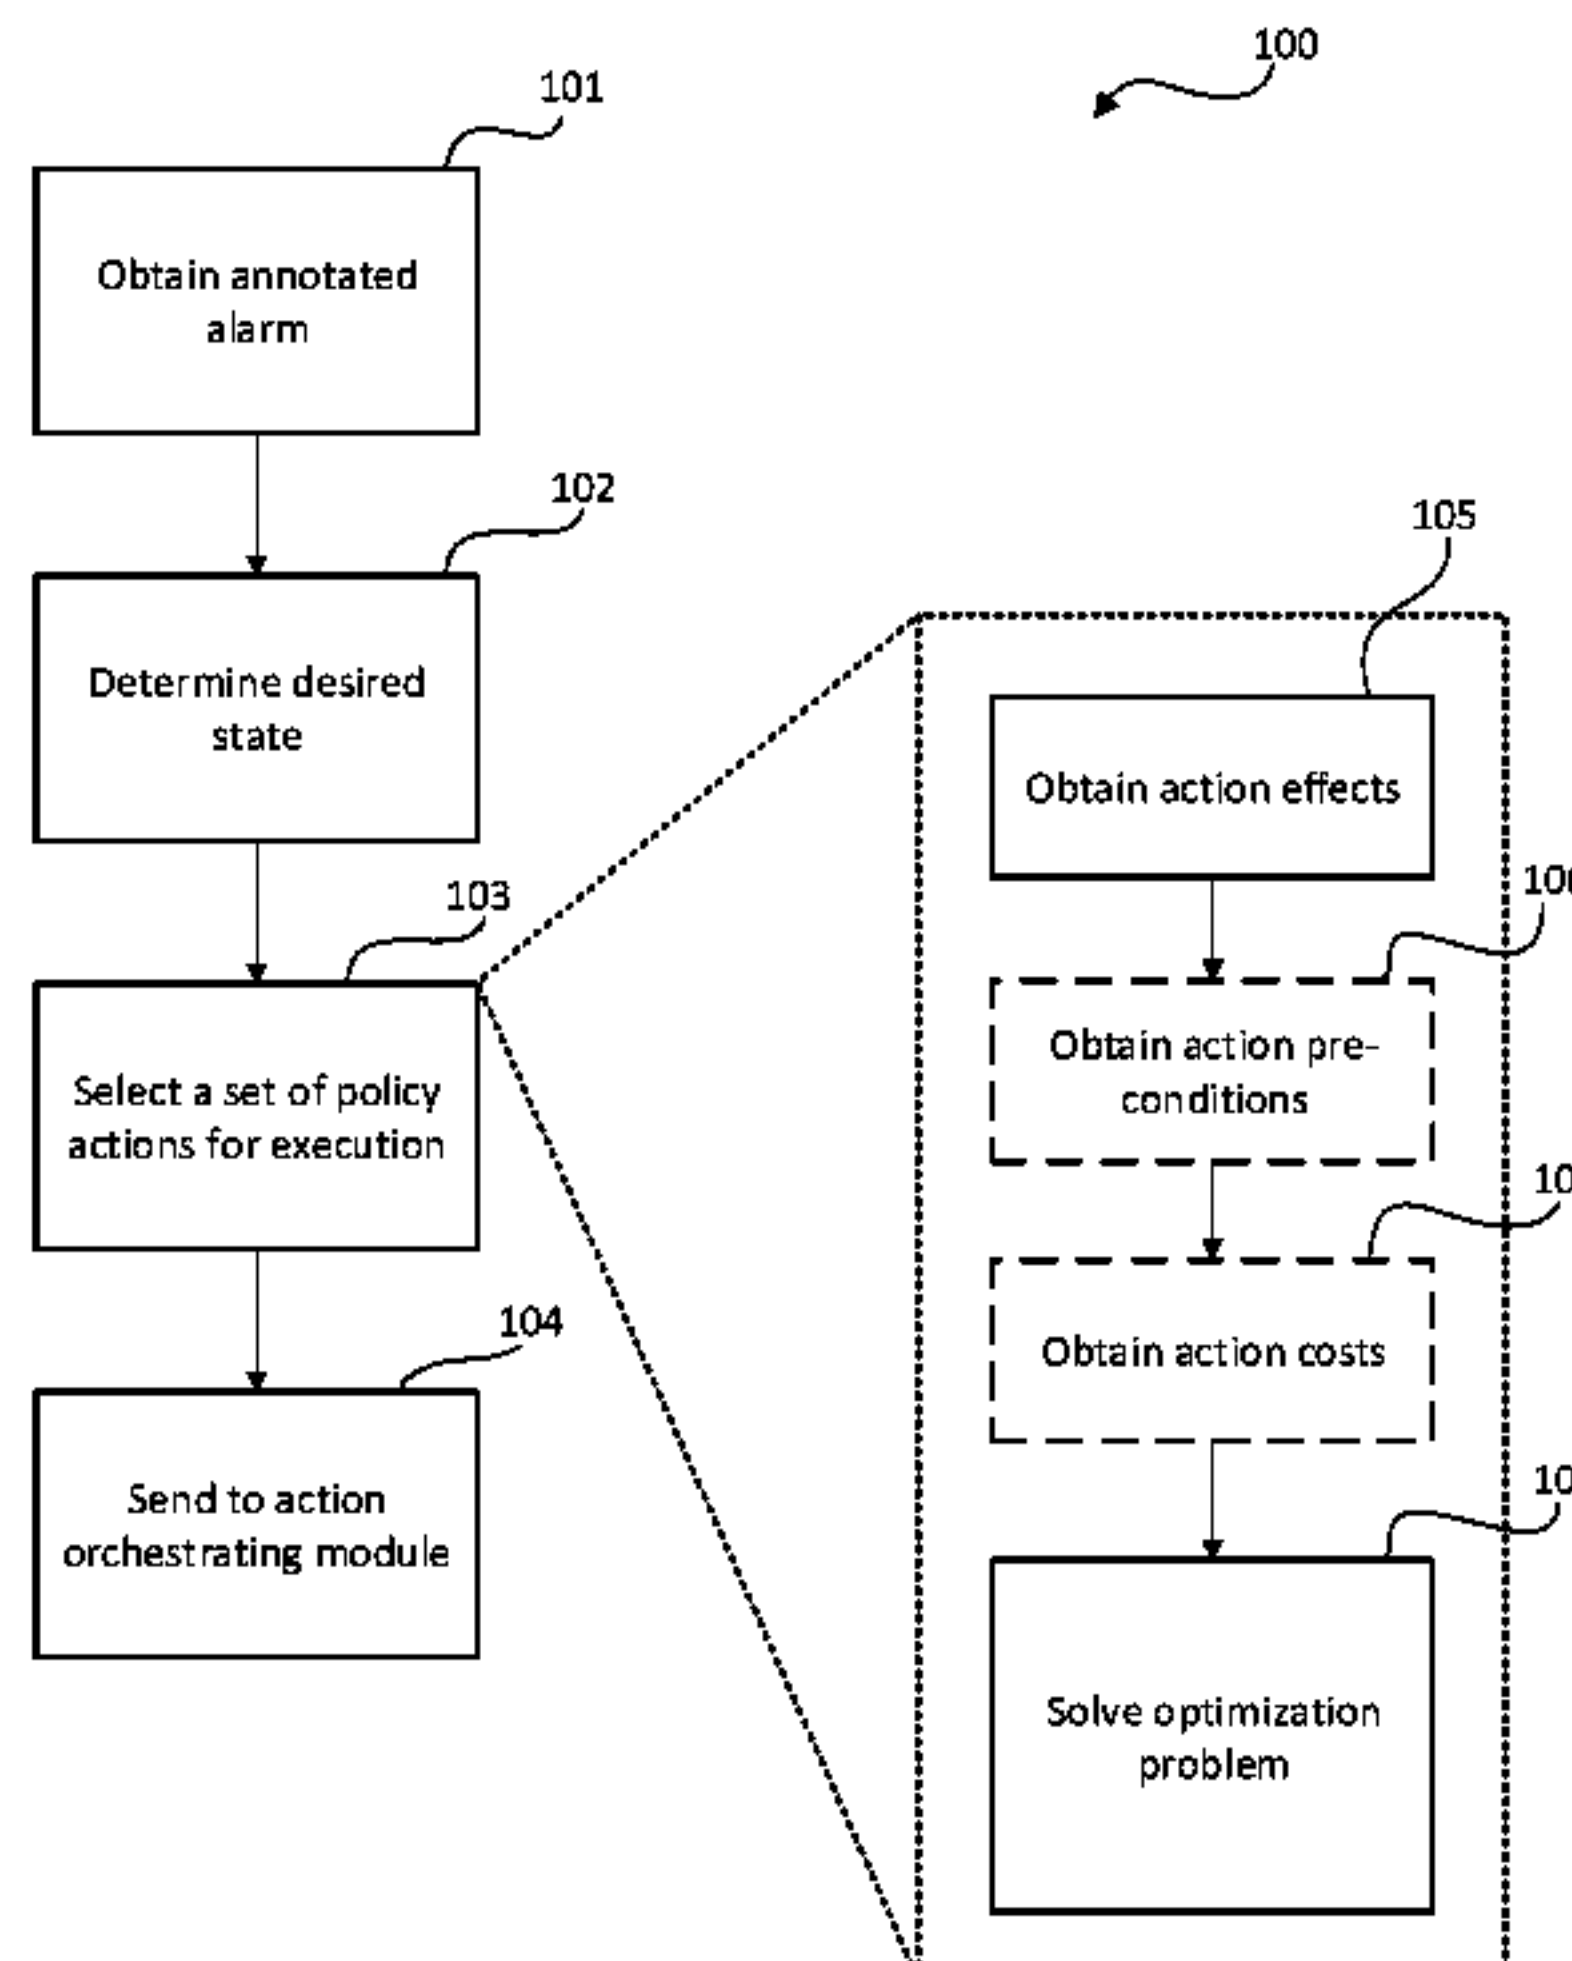 100
101
Obtain annotated
alarm
102
Determine desired
state
103
Select a set of policy
actions for execution
104
Send to action
orchestrating module
105
Obtain action effects
Obtain action pre-
conditions
Obtain action costs
Solve optimization
problem